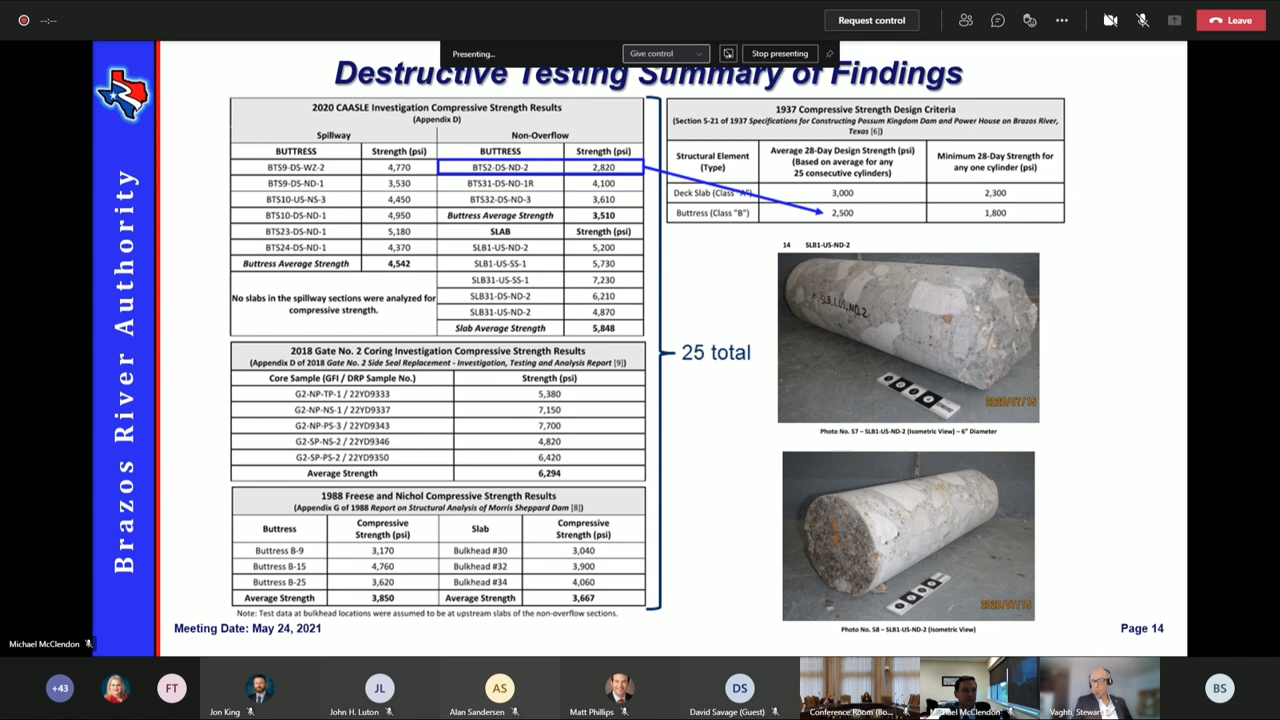 --:--
Request control
Leave
Presenting...
Give control
Stop presenting
Destructive Testing Summary of Findings
Brazos River Authority
2020 CAASLE Investigation Compressive Strength Results
(Appendix D)
Spillway Non-Overflow
BUTTRESS Strength (psi) BUTTRESS Strength (psi)
BTS9-DS-WZ-2 4,770 BTS2-DS-ND-2 2,820
BTS9-DS-ND-1 3,530 BTS31-DS-ND-1R 4,100
BTS10-US-NS-3 4,450 BTS32-DS-ND-3 3,610
BTS10-DS-ND-1 4,950 Buttress Average Strength 3,510
BTS23-DS-ND-1 5,180 SLAB Strength (psi)
BTS24-DS-ND-1 4,370 SLB1-US-ND-2 5,200
Buttress Average Strength 4,542 SLB1-US-SS-1 5,730
SLB31-US-SS-1 7,230
No slabs in the spillway sections were analyzed for SLB31-DS-ND-2 6,210
compressive strength. SLB31-US-ND-2 4,870
Slab Average Strength 5,848
2018 Gate No. 2 Coring Investigation Compressive Strength Results
(Appendix D of 2018 Gate No. 2 Side Seal Replacement - Investigation, Testing and Analysis Report [9])
Core Sample (GFI / DRP Sample No.) Strength (psi)
G2-NP-TP-1 / 22YD9333 5,380
G2-NP-NS-1 / 22YD9337 7,150
G2-NP-PS-3 / 22YD9343 7,700
G2-SP-NS-2 / 22YD9346 4,820
G2-SP-PS-2 / 22YD9350 6,420
Average Strength 6,294
1988 Freese and Nichol Compressive Strength Results
(Appendix G of 1988 Report on Structural Analysis of Morris Sheppard Dam [8])
Buttress Compressive Strength (psi) Slab Compressive Strength (psi)
Buttress B-9 3,170 Bulkhead #30 3,040
Buttress B-15 4,760 Bulkhead #32 3,900
Buttress B-25 3,620 Bulkhead #34 4,060
Average Strength 3,850 Average Strength 3,667
Note: Test data at bulkhead locations were assumed to be at upstream slabs of the non-overflow sections.
25 total
1937 Compressive Strength Design Criteria
(Section 5-21 of 1937 Specifications for Constructing Possum Kingdom Dam and Power House on Brazos River,
Texas [6])
Structural Element (Type) Average 28-Day Design Strength (psi) (Based on average for any 25 consecutive cylinders) Minimum 28-Day Strength for any one cylinder (psi)
Deck Slab (Class "A") 3,000 2,300
Buttress (Class "B") 2,500 1,800
14 SLB1-US-ND-2
SLB.1.US.ND.2
2020/07/15
Photo No. 57 – SLB1-US-ND-2 (Isometric View) – 6" Diameter
2020/07/15
Photo No. 58 – SLB1-US-ND-2 (Isometric View)
Meeting Date: May 24, 2021
Page 14
Michael McClendon
+43
FT
Jon King
JL
John H. Luton
AS
Alan Sandersen
Matt Phillips
DS
David Savage (Guest)
Conference Room (Bo...
Michael McClendon
Vaghti, Stewart
BS